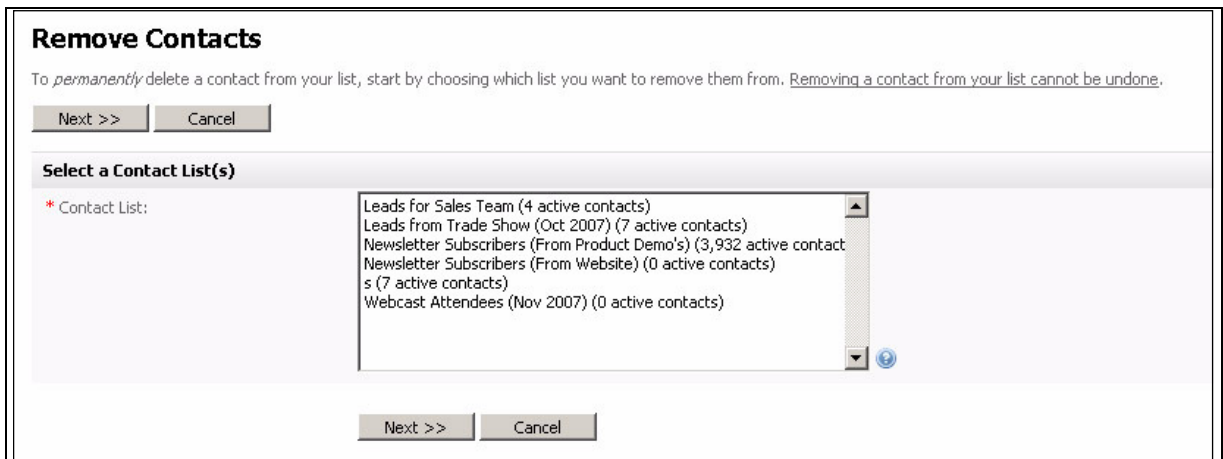 Remove Contacts
To permanently delete a contact from your list, start by choosing which list you want to remove them from. Removing a contact from your list cannot be undone.
Next >> Cancel
Select a Contact List(s)
* Contact List:
Leads for Sales Team (4 active contacts)
Leads from Trade Show (Oct 2007) (7 active contacts)
Newsletter Subscribers (From Product Demo's) (3,932 active contact
Newsletter Subscribers (From Website) (0 active contacts)
s (7 active contacts)
Webcast Attendees (Nov 2007) (0 active contacts)
?
Next >> Cancel